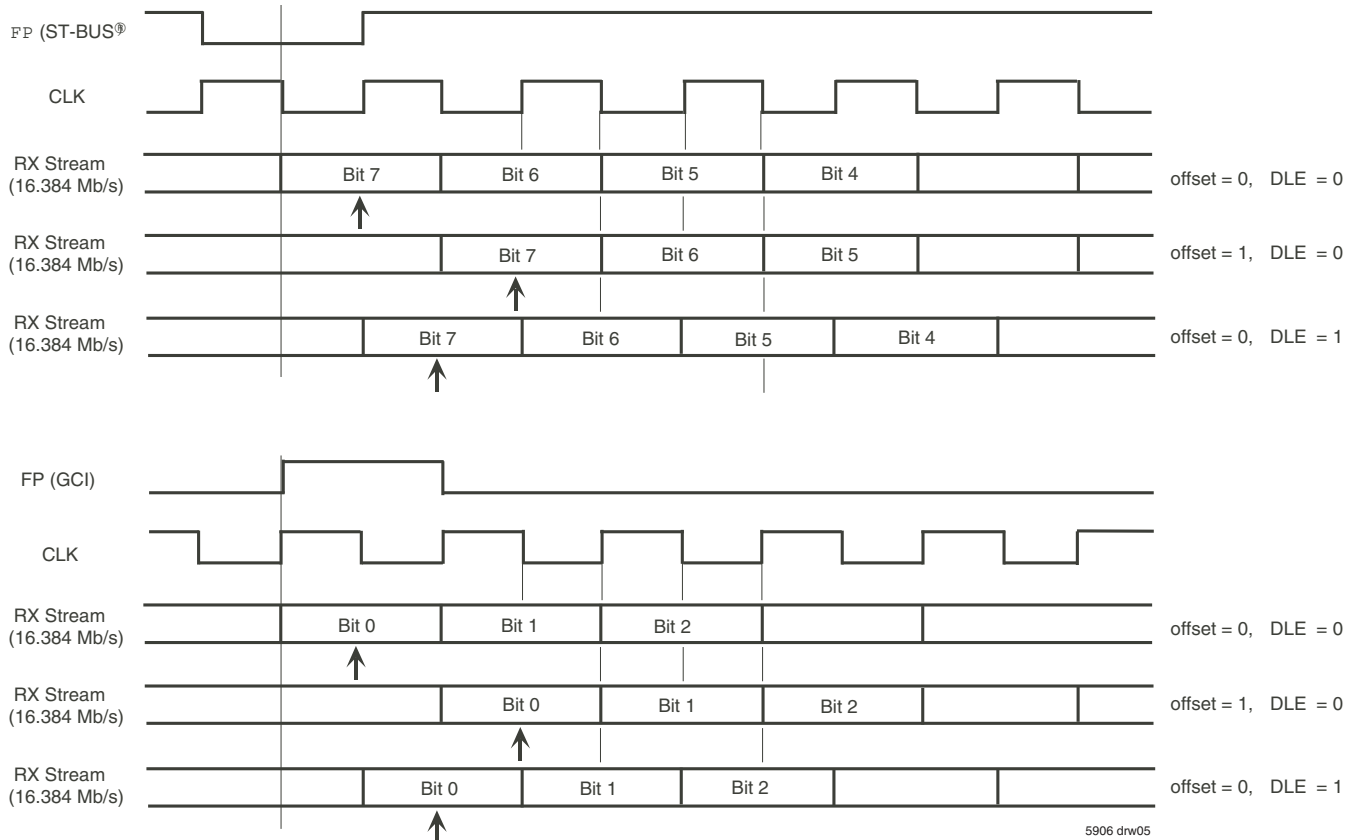 FP (ST-BUS®
CLK
RX Stream
(16.384 Mb/s)
Bit 7
Bit 6
Bit 5
Bit 4
offset = 0, DLE = 0
RX Stream
(16.384 Mb/s)
Bit 7
Bit 6
Bit 5
offset = 1, DLE = 0
RX Stream
(16.384 Mb/s)
Bit 7
Bit 6
Bit 5
Bit 4
offset = 0, DLE = 1
FP (GCI)
CLK
RX Stream
(16.384 Mb/s)
Bit 0
Bit 1
Bit 2
offset = 0, DLE = 0
RX Stream
(16.384 Mb/s)
Bit 0
Bit 1
Bit 2
offset = 1, DLE = 0
RX Stream
(16.384 Mb/s)
Bit 0
Bit 1
Bit 2
offset = 0, DLE = 1
5906 drw05